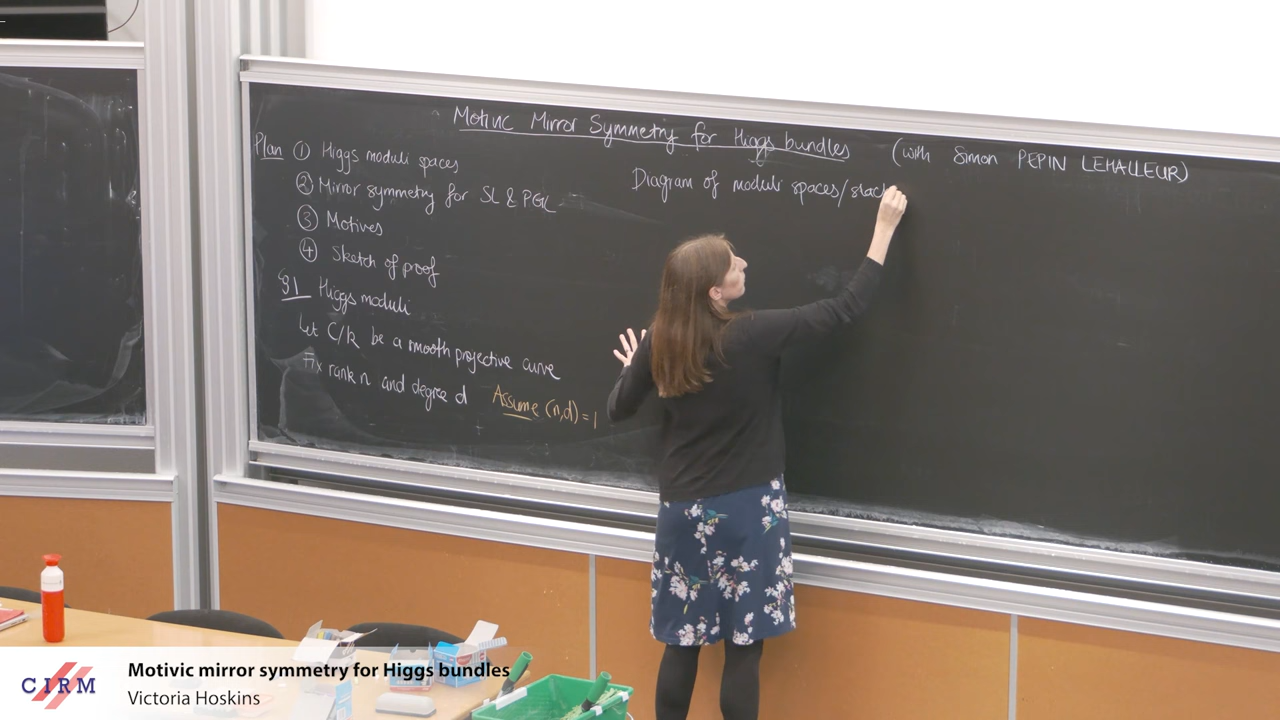 Motivic Mirror Symmetry for Higgs bundles (with Simon PEPIN LEHALLEUR)
Plan ① Higgs moduli spaces
② Mirror symmetry for SL & PGL
③ Motives
④ Sketch of proof
§1 Higgs moduli
Let C/k be a smooth projective curve
Fix rank n and degree d Assume (n,d) = 1
Diagram of moduli spaces/stack
CIRM
Motivic mirror symmetry for Higgs bundles
Victoria Hoskins